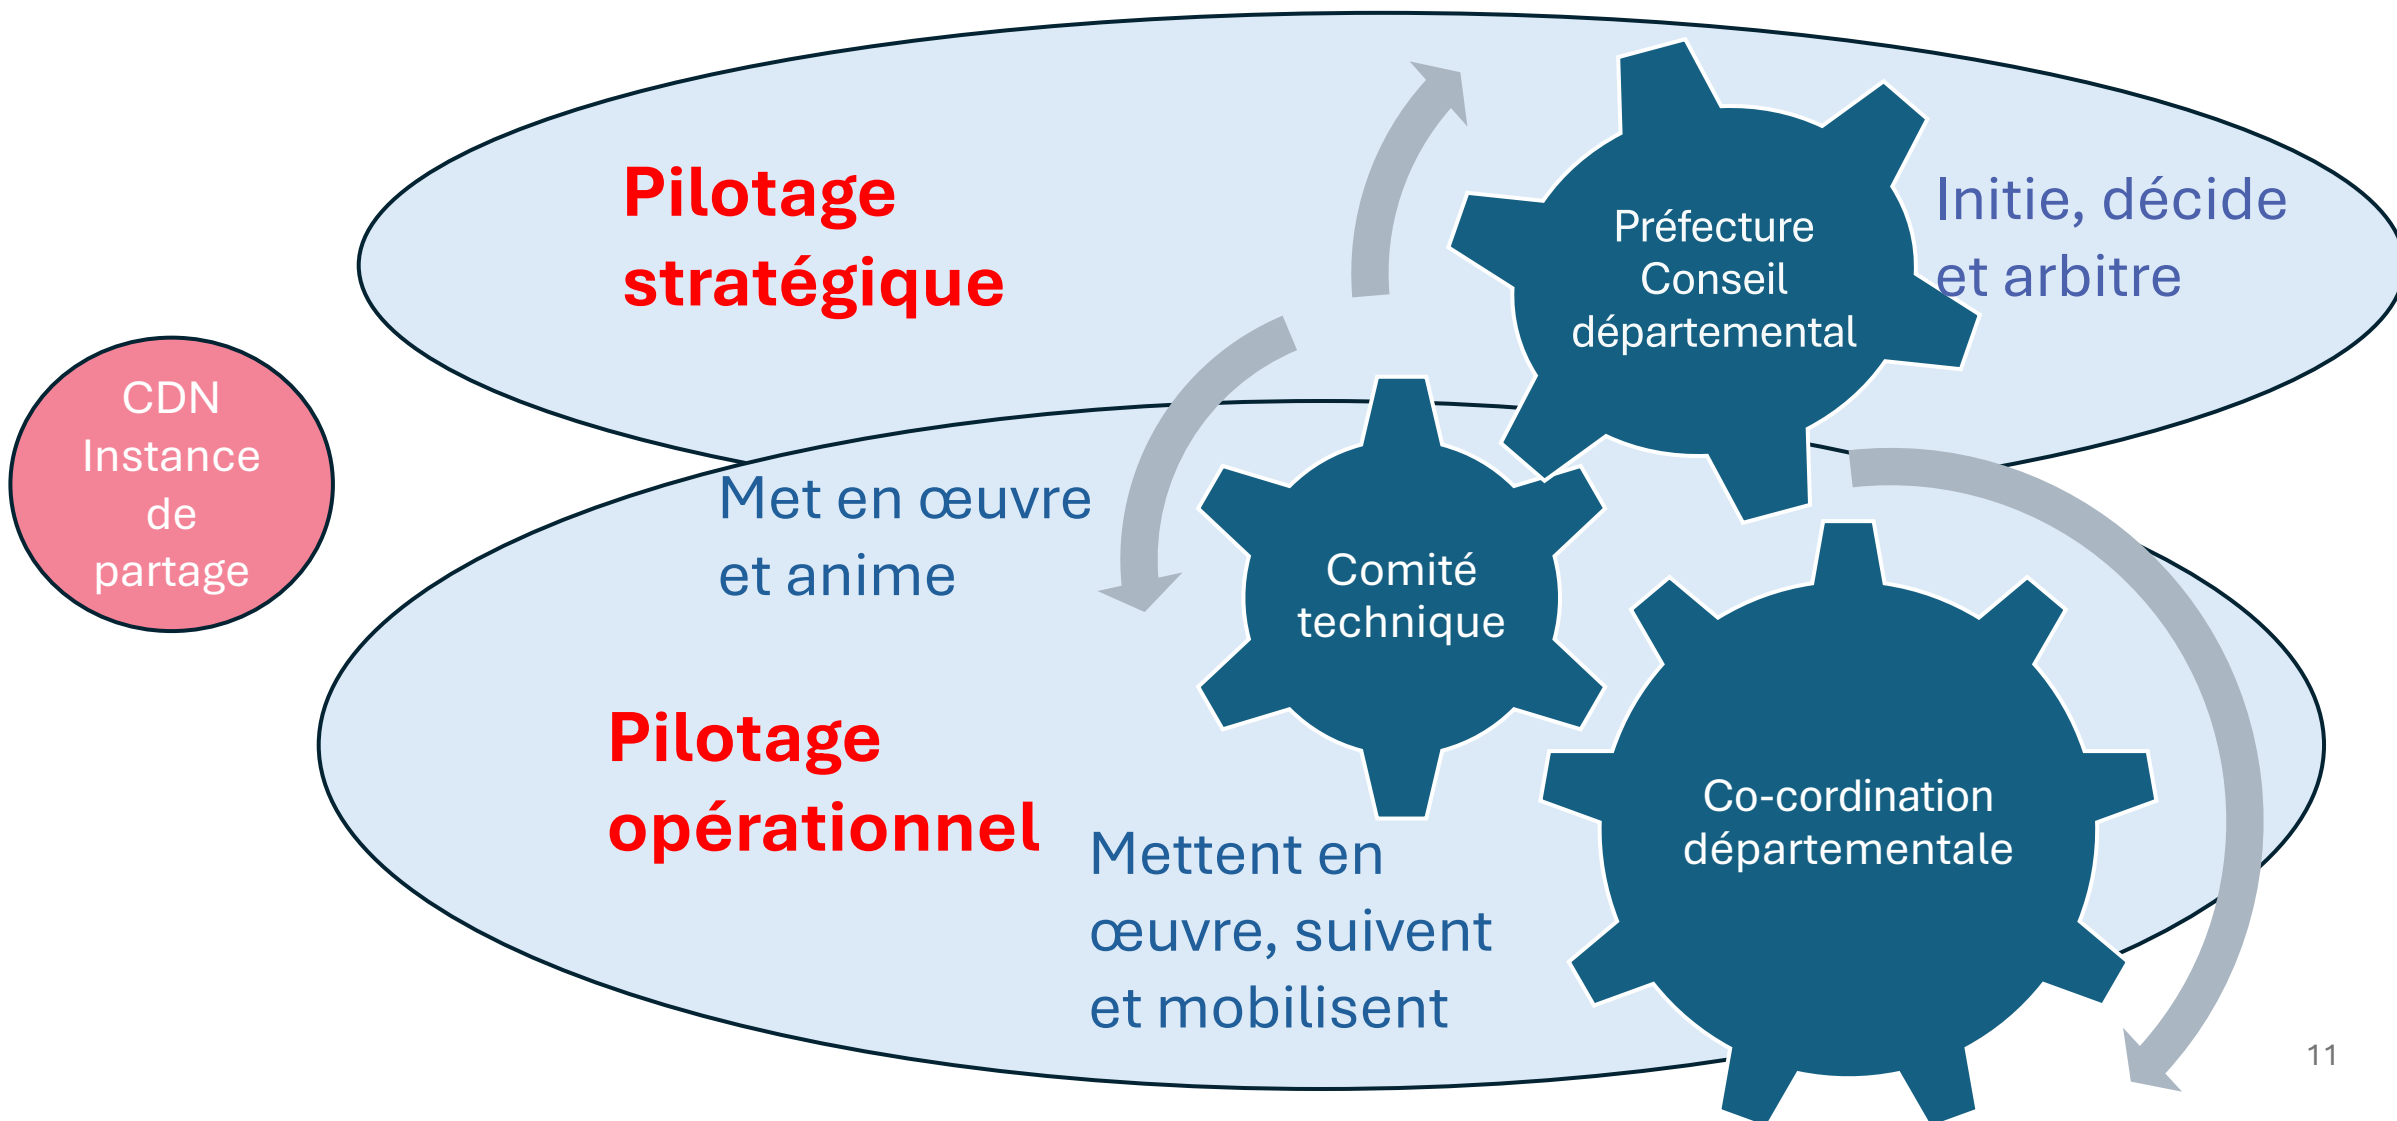 Pilotage
stratégique
Préfecture
Conseil
départemental
Initie, décide
et arbitre
CDN
Instance
de
partage
Met en œuvre
et anime
Comité
technique
Pilotage
opérationnel
Co-cordination
départementale
Mettent en
œuvre, suivent
et mobilisent
11